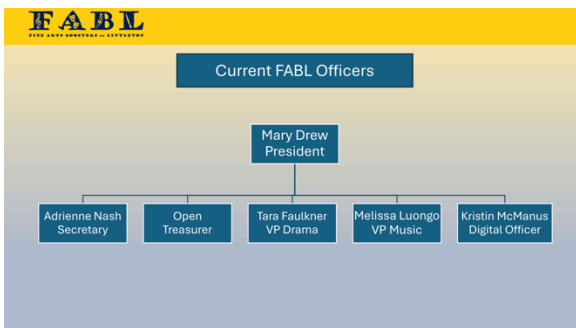 FABL
FINE ARTS BOOSTERS OF LITTLETON
Current FABL Officers
Mary Drew
President
Adrienne Nash
Secretary
Open
Treasurer
Tara Faulkner
VP Drama
Melissa Luongo
VP Music
Kristin McManus
Digital Officer